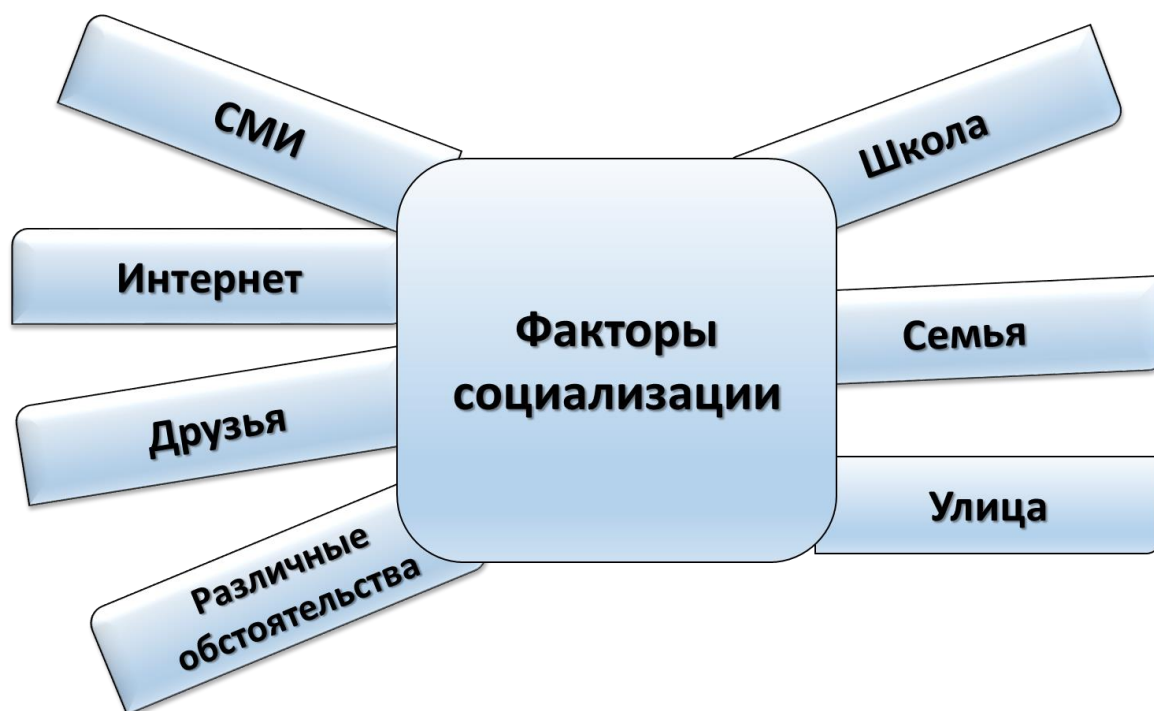 СМИ
Интернет
Друзья
Различные
обстоятельства
Факторы
социализации
Школа
Семья
Улица